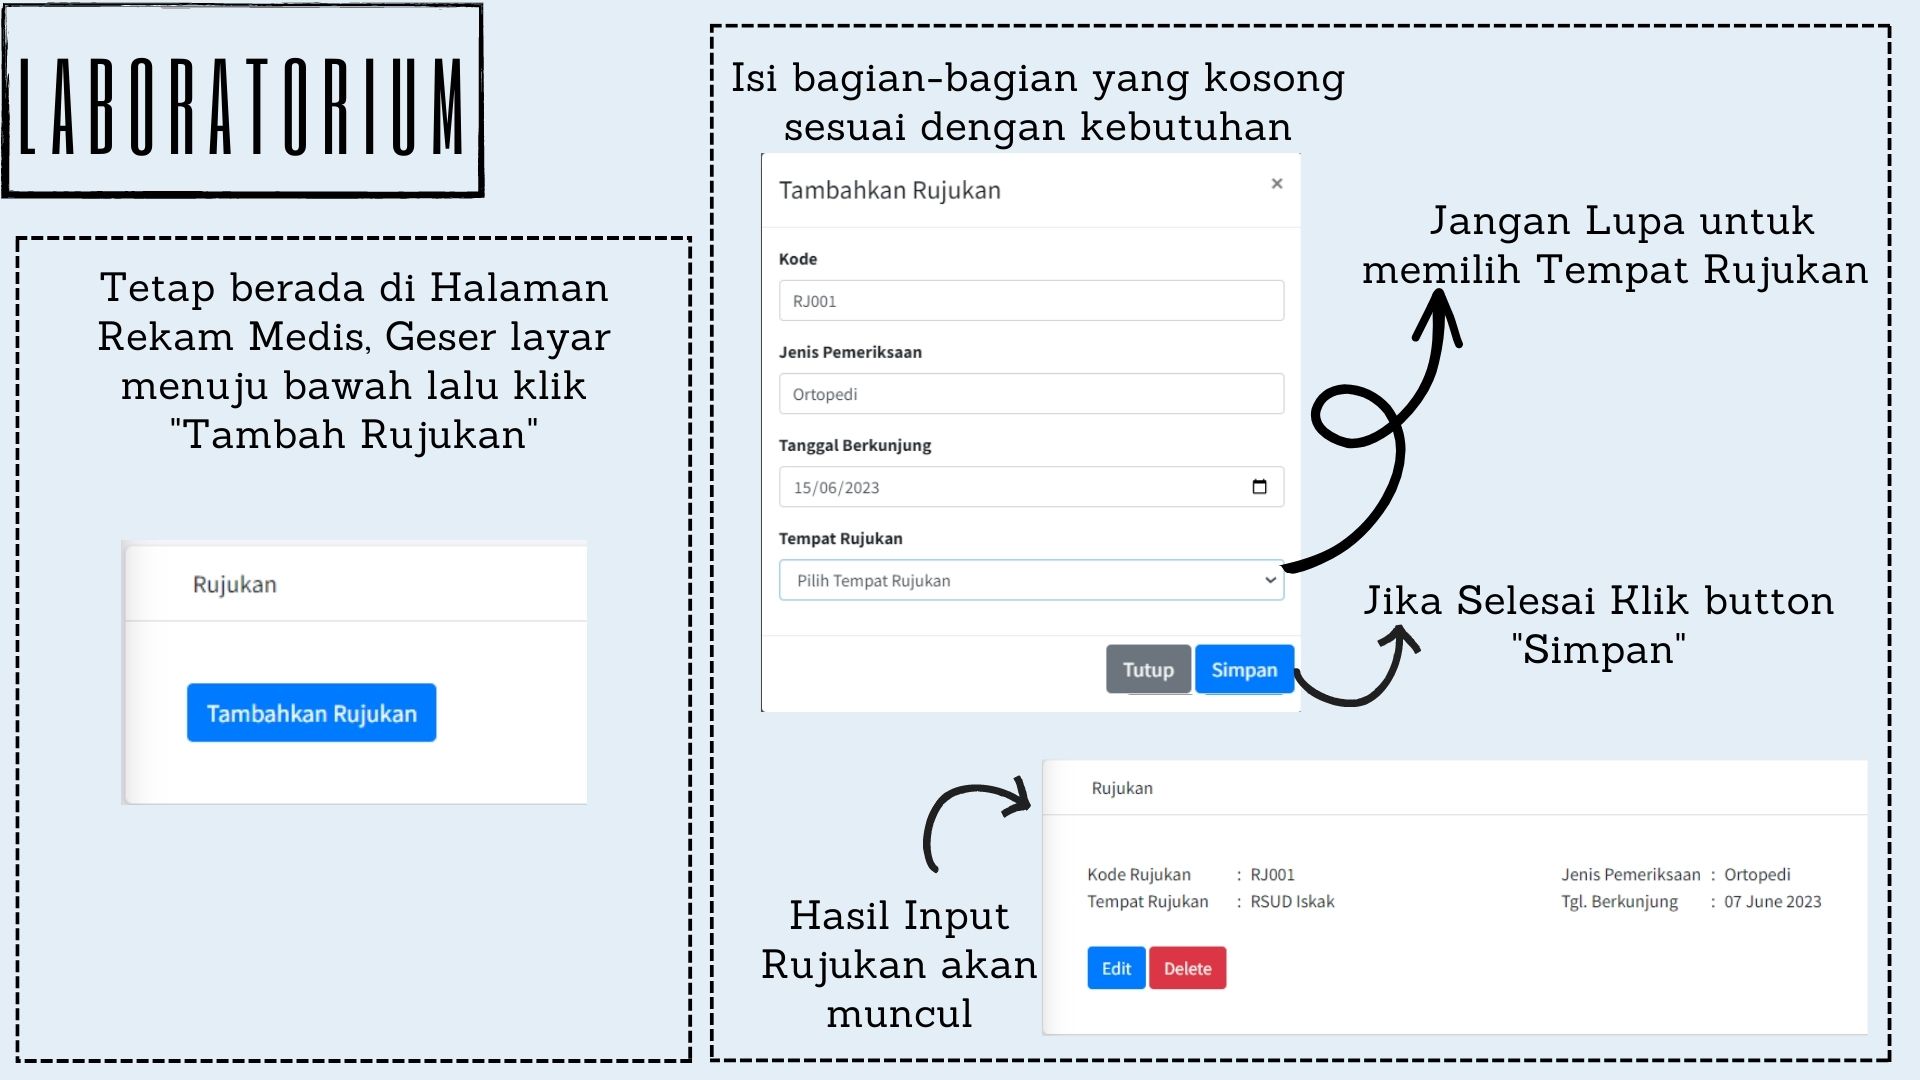 LABORATORIUM
Tetap berada di Halaman
Rekam Medis, Geser layar
menuju bawah lalu klik
"Tambah Rujukan"
Rujukan
Tambahkan Rujukan
Isi bagian-bagian yang kosong
sesuai dengan kebutuhan
Tambahkan Rujukan ×
Kode
RJ001
Jenis Pemeriksaan
Ortopedi
Tanggal Berkunjung
15/06/2023
Tempat Rujukan
Pilih Tempat Rujukan
Tutup Simpan
Jangan Lupa untuk
memilih Tempat Rujukan
Jika Selesai Klik button
"Simpan"
Hasil Input
Rujukan akan
muncul
Rujukan
Kode Rujukan : RJ001 Jenis Pemeriksaan : Ortopedi
Tempat Rujukan : RSUD Iskak Tgl. Berkunjung : 07 June 2023
Edit Delete